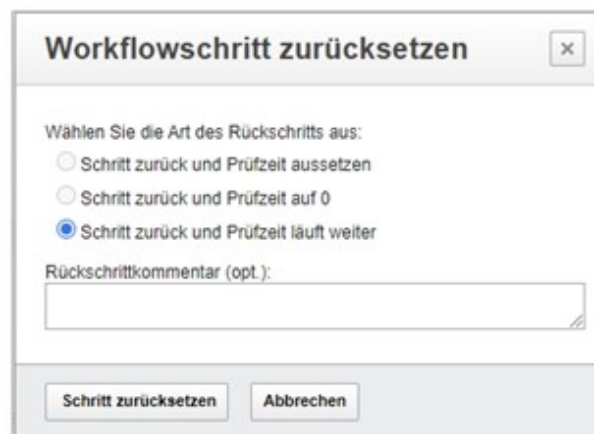 Workflowschritt zurücksetzen
Wählen Sie die Art des Rückschritts aus:
Schritt zurück und Prüfzeit aussetzen
Schritt zurück und Prüfzeit auf 0
Schritt zurück und Prüfzeit läuft weiter
Rückschrittkommentar (opt.):
Schritt zurücksetzen Abbrechen